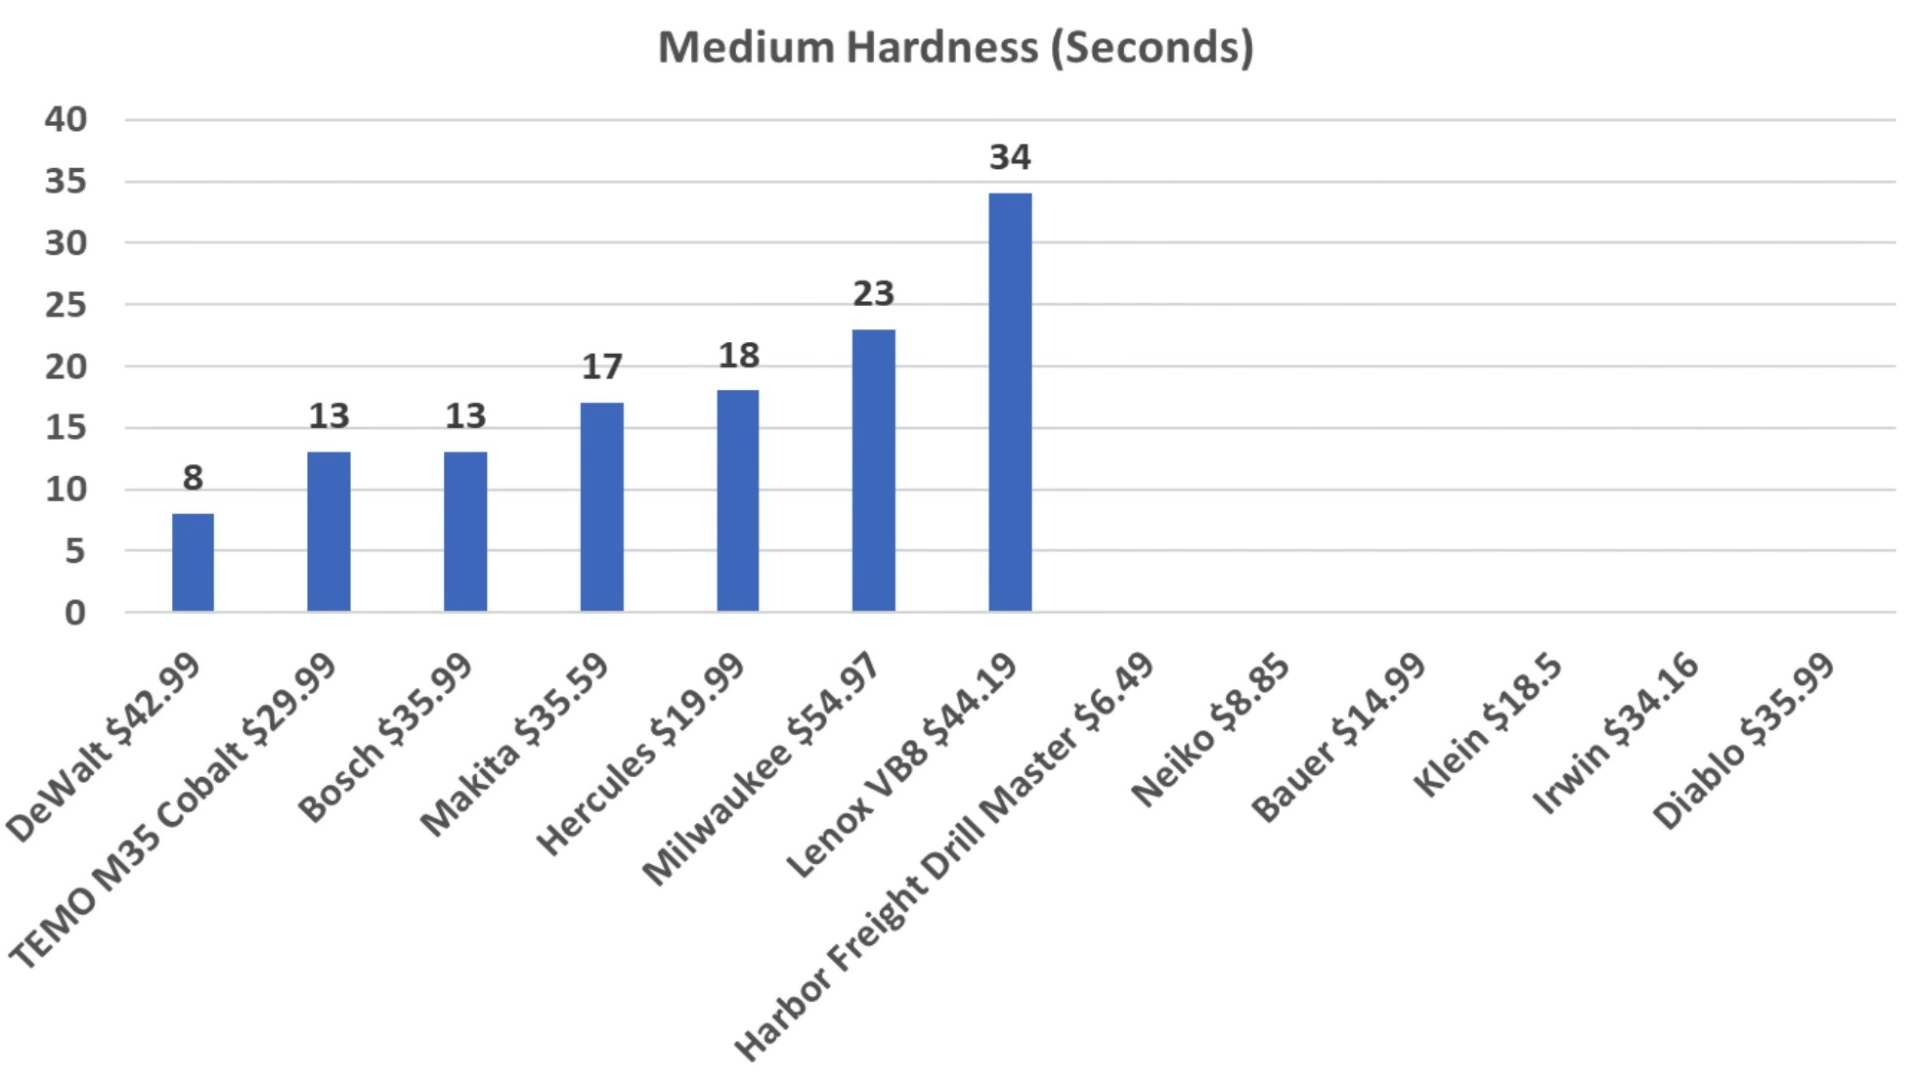 Medium Hardness (Seconds)
40
35
30
25
20
15
10
5
0
8
13
13
17
18
23
34
DeWalt $42.99
TEMO M35 Cobalt $29.99
Bosch $35.99
Makita $35.59
Hercules $19.99
Milwaukee $54.97
Lenox VB8 $44.19
Harbor Freight Drill Master $6.49
Neiko $8.85
Bauer $14.99
Klein $18.5
Irwin $34.16
Diablo $35.99